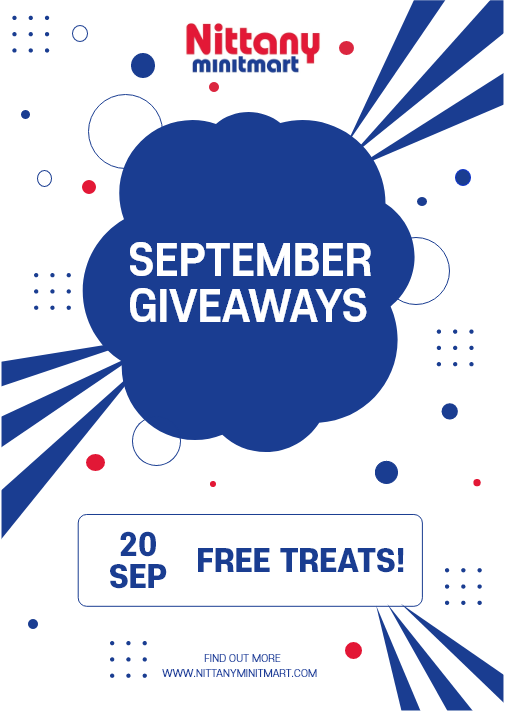 Nittany
minitmart
SEPTEMBER
GIVEAWAYS
20
SEP
FREE TREATS!
FIND OUT MORE
WWW.NITTANYMINITMART.COM